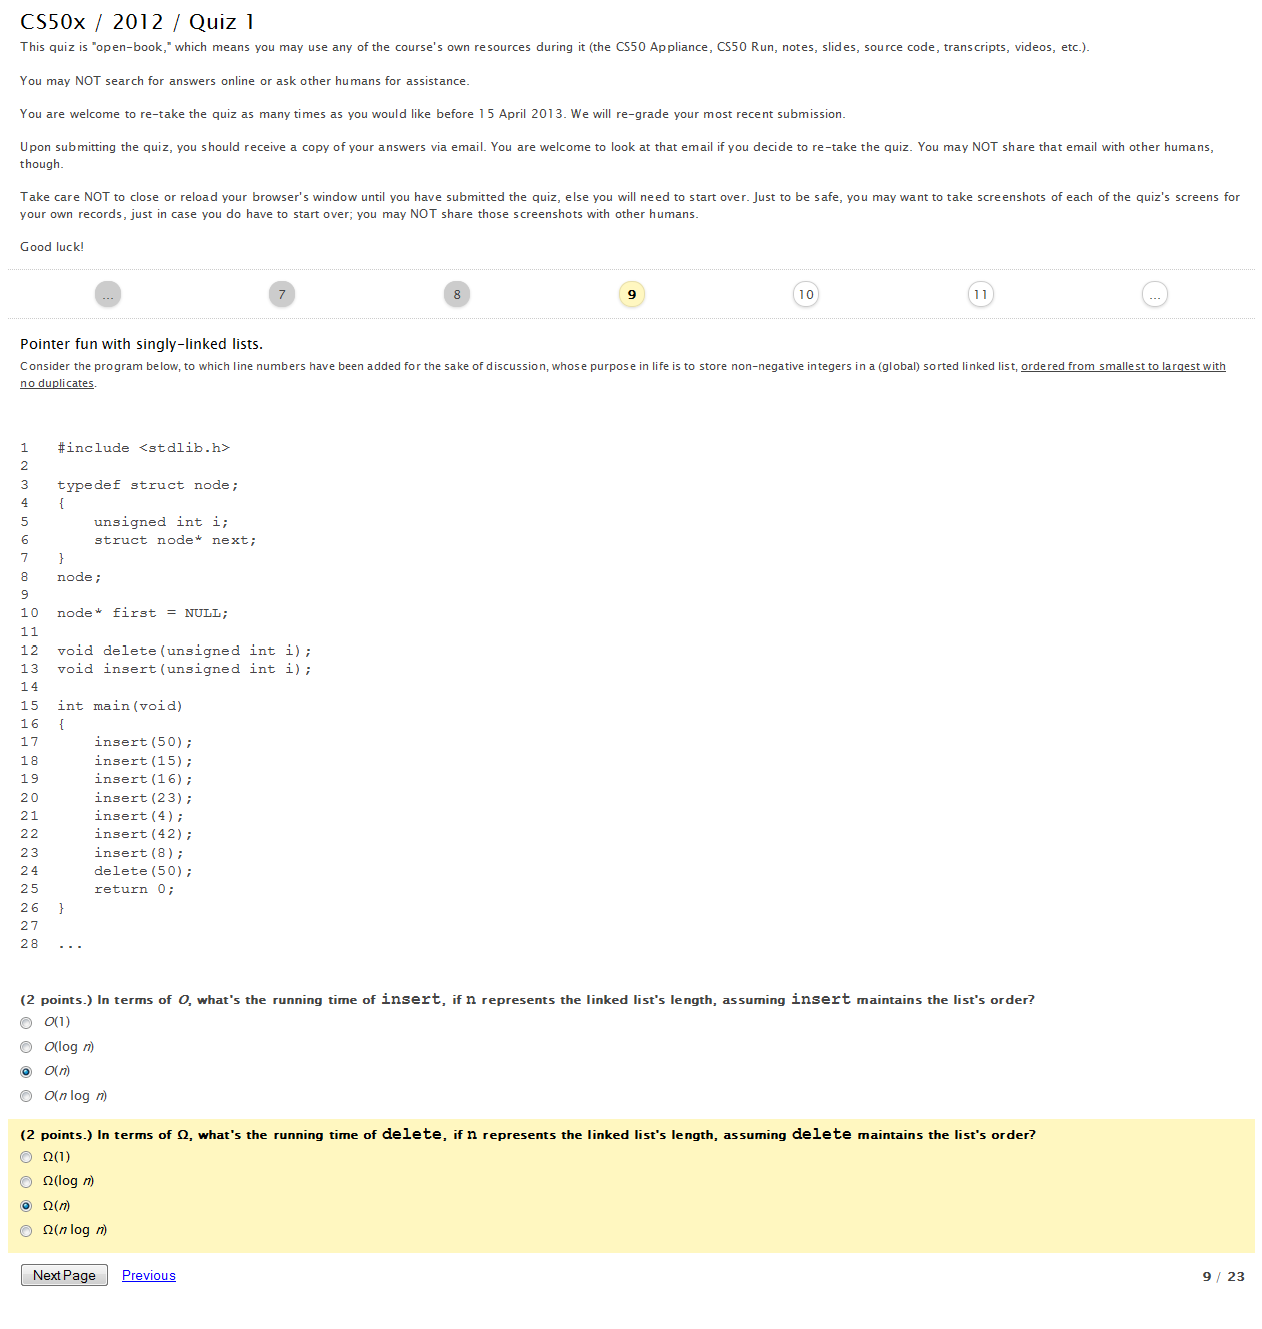 CS50x / 2012 / Quiz 1
This quiz is "open-book," which means you may use any of the course's own resources during it (the CS50 Appliance, CS50 Run, notes, slides, source code, transcripts, videos, etc.).
You may NOT search for answers online or ask other humans for assistance.
You are welcome to re-take the quiz as many times as you would like before 15 April 2013. We will re-grade your most recent submission.
Upon submitting the quiz, you should receive a copy of your answers via email. You are welcome to look at that email if you decide to re-take the quiz. You may NOT share that email with other humans,
though.
Take care NOT to close or reload your browser's window until you have submitted the quiz, else you will need to start over. Just to be safe, you may want to take screenshots of each of the quiz's screens for
your own records, just in case you do have to start over; you may NOT share those screenshots with other humans.
Good luck!
... 7 8 9 10 11 ...
Pointer fun with singly-linked lists.
Consider the program below, to which line numbers have been added for the sake of discussion, whose purpose in life is to store non-negative integers in a (global) sorted linked list, ordered from smallest to largest with
no duplicates.
1 #include <stdlib.h>
2
3 typedef struct node;
4 {
5 unsigned int i;
6 struct node* next;
7 }
8 node;
9
10 node* first = NULL;
11
12 void delete(unsigned int i);
13 void insert(unsigned int i);
14
15 int main(void)
16 {
17 insert(50);
18 insert(15);
19 insert(16);
20 insert(23);
21 insert(4);
22 insert(42);
23 insert(8);
24 delete(50);
25 return 0;
26 }
27
28 ...
(2 points.) In terms of O, what's the running time of insert, if n represents the linked list's length, assuming insert maintains the list's order?
O(1)
O(log n)
O(n)
O(n log n)
(2 points.) In terms of Ω, what's the running time of delete, if n represents the linked list's length, assuming delete maintains the list's order?
Ω(1)
Ω(log n)
Ω(n)
Ω(n log n)
Next Page Previous 9 / 23